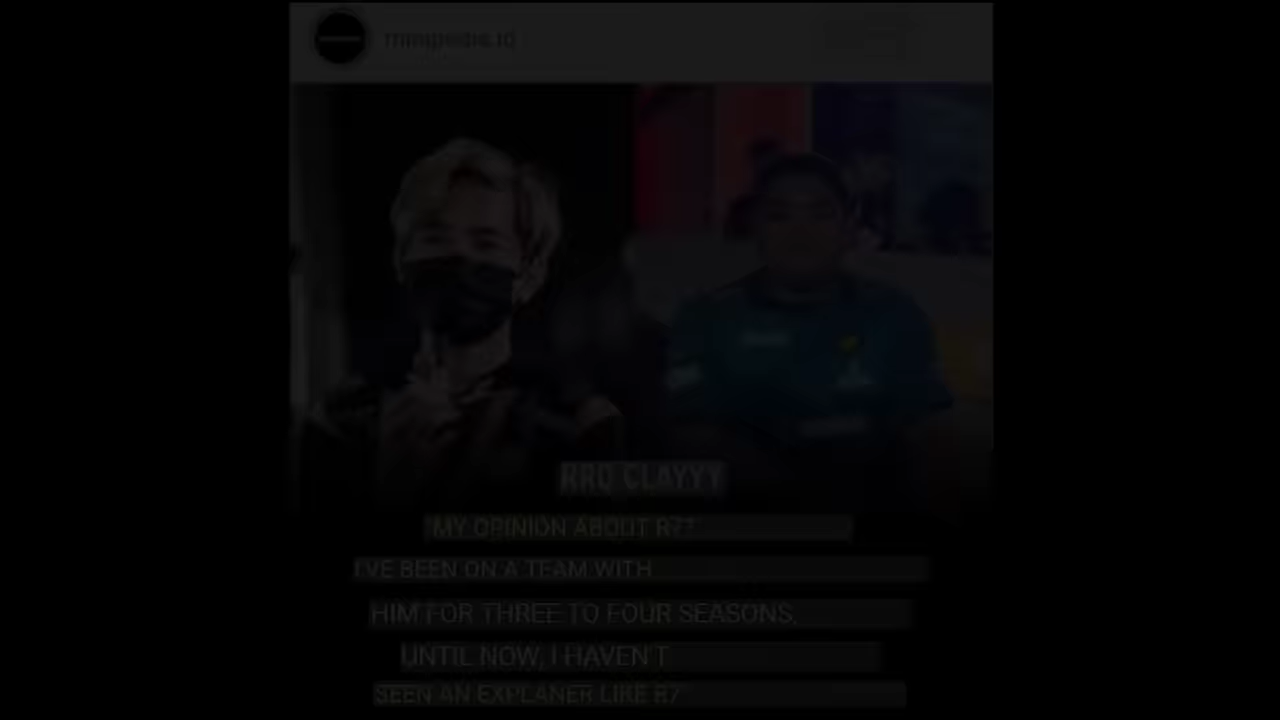 RRQ CLAYYY
"MY OPINION ABOUT R7?
I'VE BEEN ON A TEAM WITH
HIM FOR THREE TO FOUR SEASONS,
UNTIL NOW, I HAVEN'T
SEEN AN EXPLANER LIKE R7"